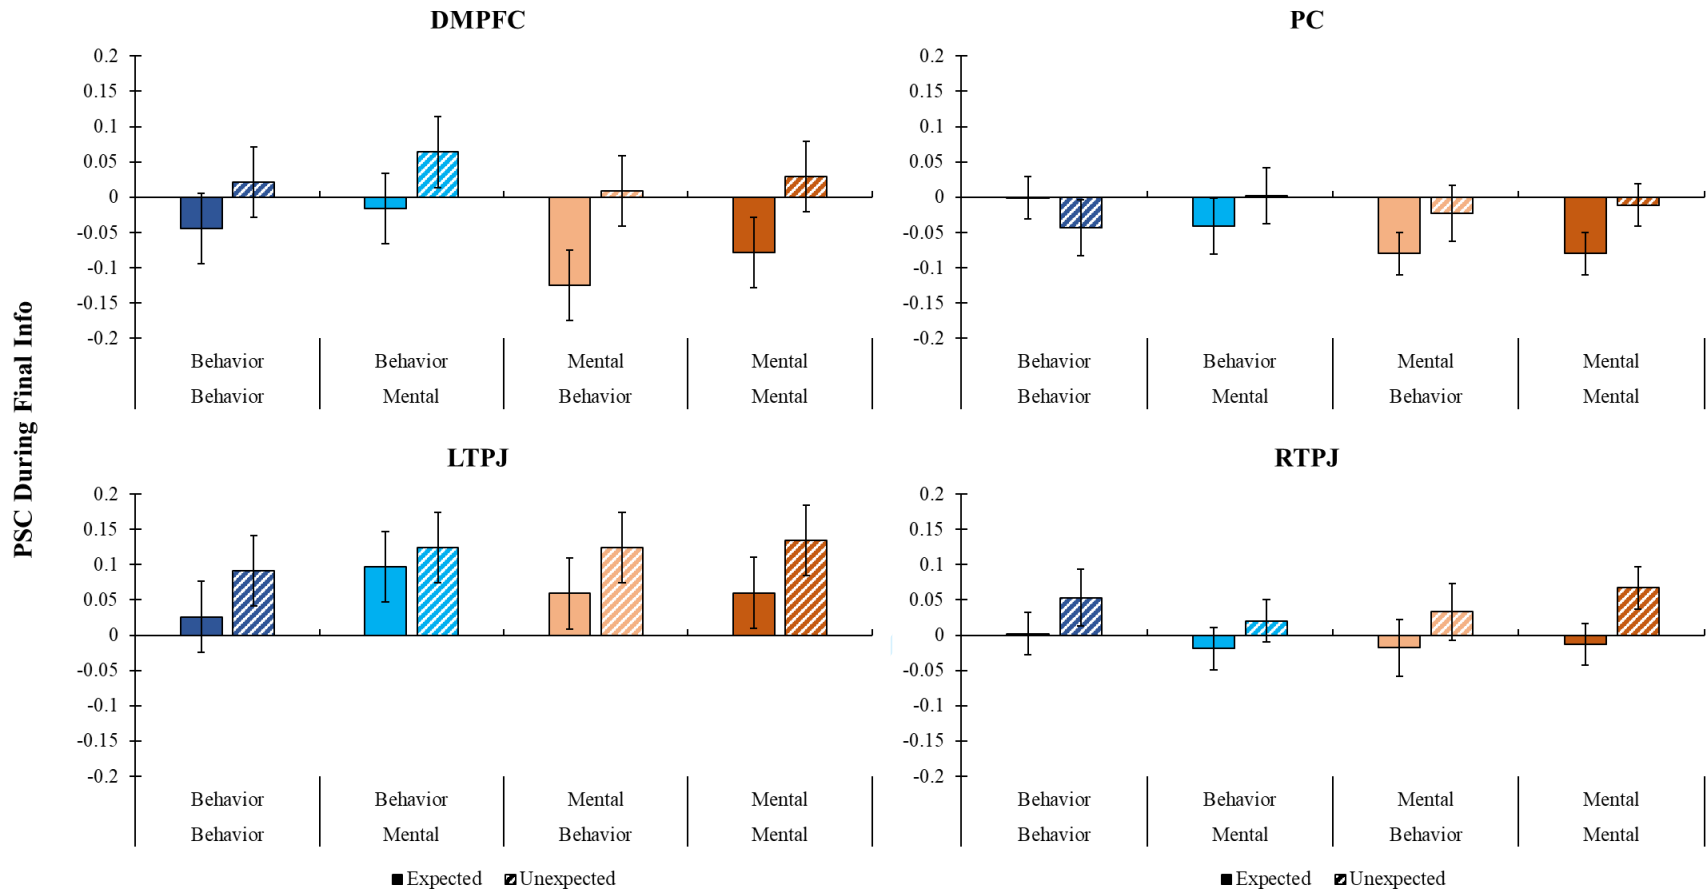 DMPFC
0.2
0.15
0.1
0.05
0
-0.05
-0.1
-0.15
-0.2
Behavior Behavior Mental Mental
Behavior Mental Behavior Mental
PC
0.2
0.15
0.1
0.05
0
-0.05
-0.1
-0.15
-0.2
Behavior Behavior Mental Mental
Behavior Mental Behavior Mental
PSC During Final Info
LTPJ
0.2
0.15
0.1
0.05
0
-0.05
-0.1
-0.15
-0.2
Behavior Behavior Mental Mental
Behavior Mental Behavior Mental
Expected Unexpected
RTPJ
0.2
0.15
0.1
0.05
0
-0.05
-0.1
-0.15
-0.2
Behavior Behavior Mental Mental
Behavior Mental Behavior Mental
Expected Unexpected